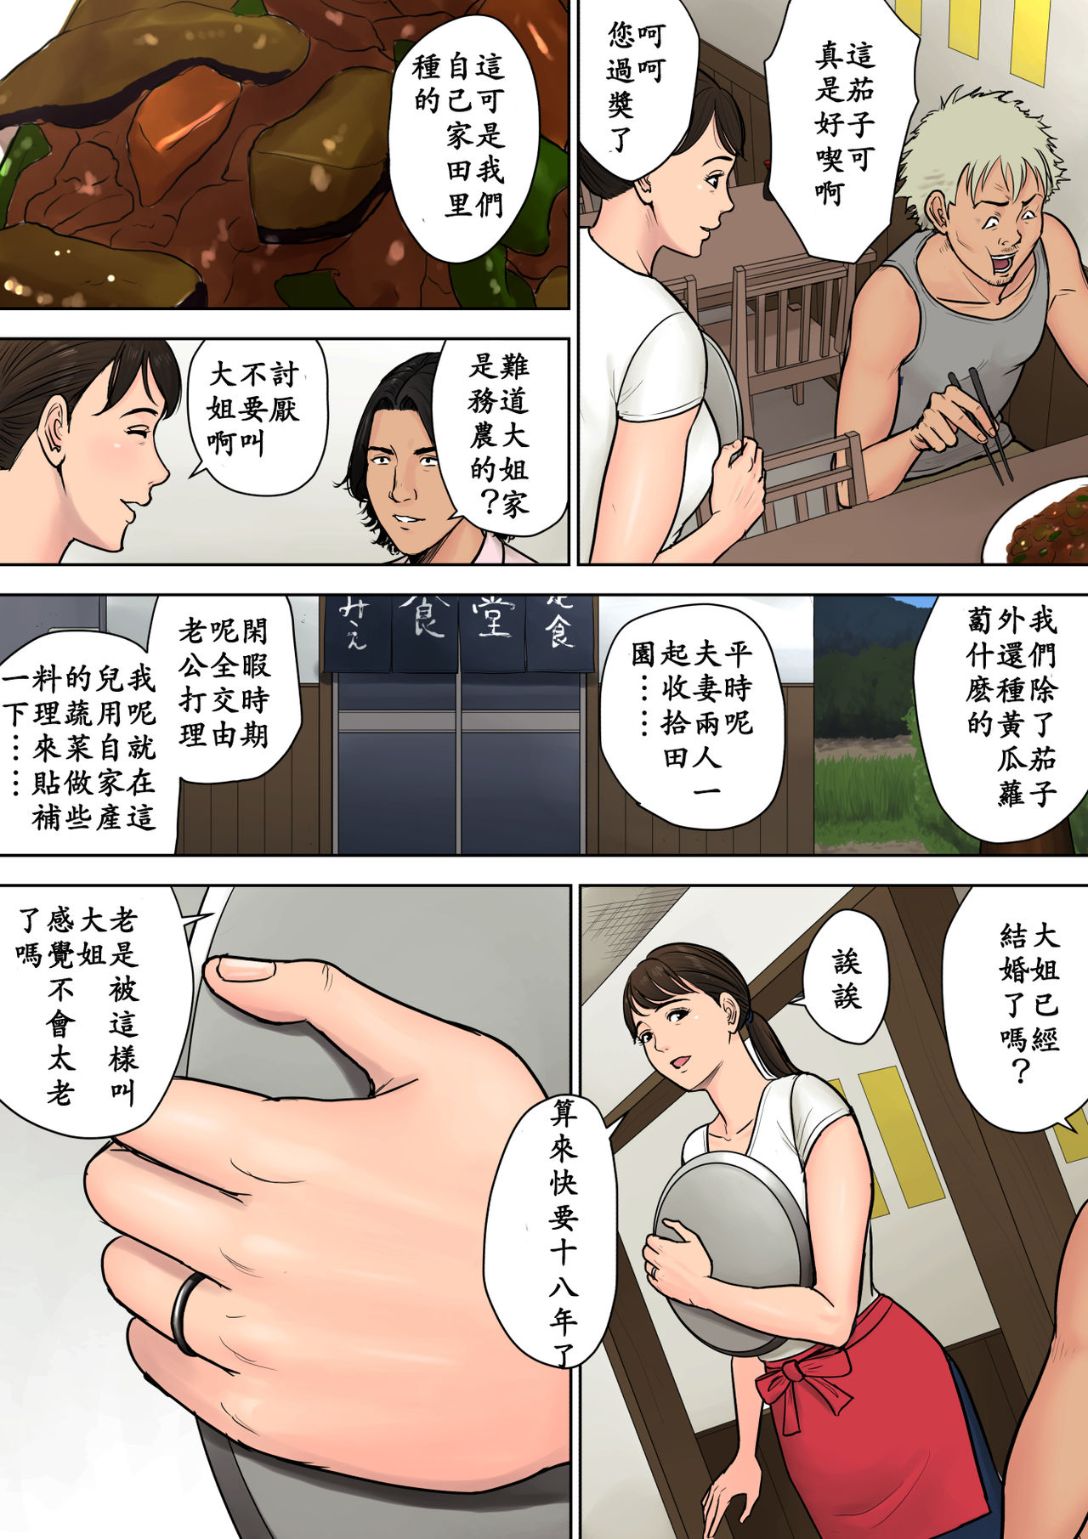 這茄子可
真是好喫啊
呵呵
您過獎了
這可是我們
自己家田里
種的
難道大姐家
是務農的？
討厭
不要叫
大姐啊
我們除了茄子
外還種黃瓜蘿
蔔什麽的
平時呢
夫妻兩人一
起收拾田
園……
定食
堂
食
みゝえ
閑暇時期
呢全交由
老公打理
我呢就在這
兒用自家產
的蔬菜做些
料理來貼補
一下……
大姐已經
結婚了嗎？
誒誒
算來快要十八年了
老是被這樣叫
大姐
感覺不會太老
了嗎